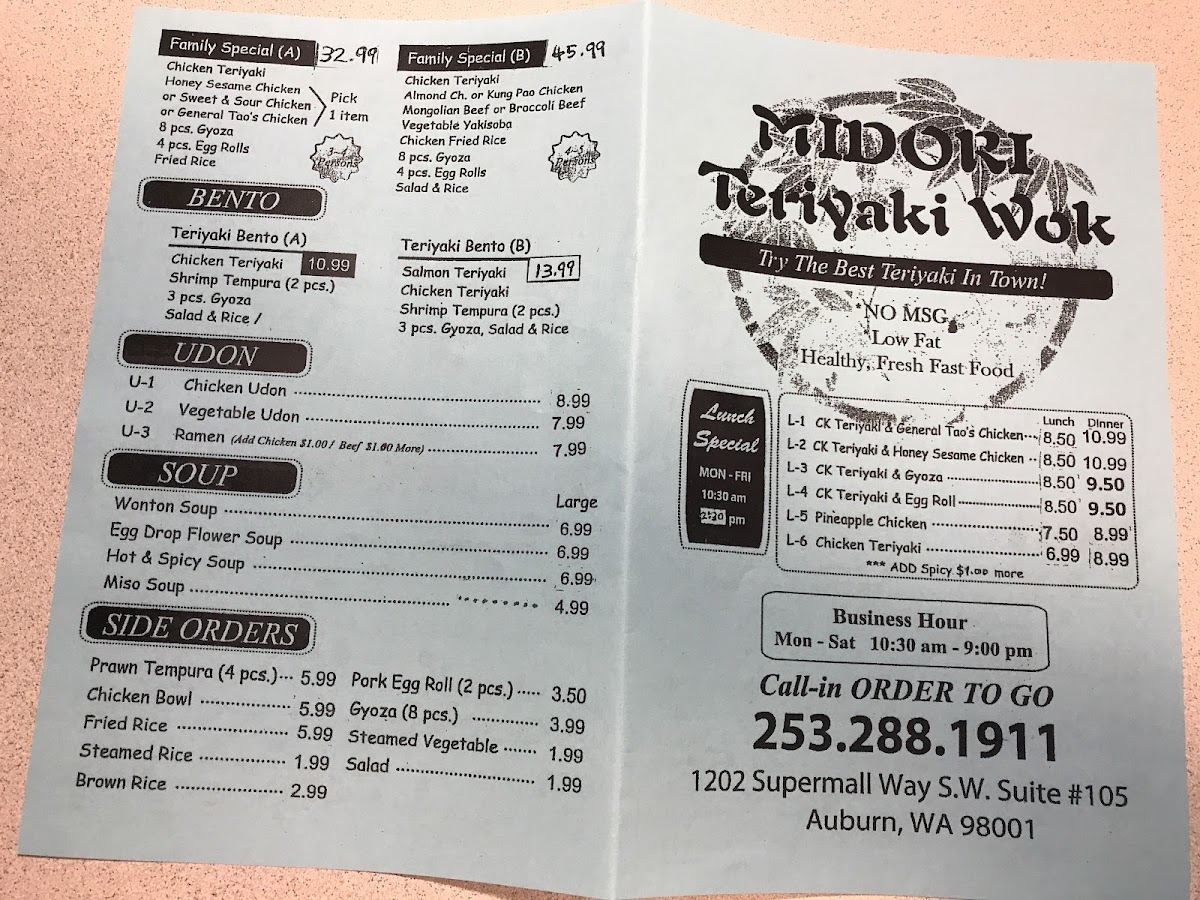 Family Special (A) 32.99
Chicken Teriyaki
Honey Sesame Chicken
or Sweet & Sour Chicken
or General Tao's Chicken
Pick
1 item
8 pcs. Gyoza
4 pc. Egg Rolls
Fried Rice
3-4
Persons
Family Special (B) 45.99
Chicken Teriyaki
Almond Ch. or Kung Pao Chicken
Mongolian Beef or Broccoli Beef
Vegetable Yakisoba
Chicken Fried Rice
8 pcs. Gyoza
4 pc. Egg Rolls
Salad & Rice
4-5
Persons
BENTO
Teriyaki Bento (A)
Chicken Teriyaki 10.99
Shrimp Tempura (2 pcs.)
3 pcs. Gyoza
Salad & Rice /
Teriyaki Bento (B)
Salmon Teriyaki 13.99
Chicken Teriyaki
Shrimp Tempura (2 pcs.)
3 pcs. Gyoza, Salad & Rice
UDON
U-1 Chicken Udon 8.99
U-2 Vegetable Udon 7.99
U-3 Ramen (Add Chicken $1.00 / Beef $1.00 More) 7.99
SOUP
Large
Wonton Soup 6.99
Egg Drop Flower Soup 6.99
Hot & Spicy Soup 6.99
Miso Soup 4.99
SIDE ORDERS
Prawn Tempura (4 pcs.) 5.99
Chicken Bowl 5.99
Fried Rice 5.99
Steamed Rice 1.99
Brown Rice 2.99
Pork Egg Roll (2 pcs.) 3.50
Gyoza (8 pcs.) 3.99
Steamed Vegetable 1.99
Salad 1.99
MIDORI
Teriyaki Wok
Try The Best Teriyaki In Town!
*NO MSG
*Low Fat
*Healthy, Fresh Fast Food
Lunch
Special
MON - FRI
10:30 am
2:30 pm
Lunch Dinner
L-1 CK Teriyaki & General Tao's Chicken 8.50 10.99
L-2 CK Teriyaki & Honey Sesame Chicken 8.50 10.99
L-3 CK Teriyaki & Gyoza 8.50 9.50
L-4 CK Teriyaki & Egg Roll 8.50 9.50
L-5 Pineapple Chicken 7.50 8.99
L-6 Chicken Teriyaki 6.99 8.99
*** ADD Spicy $1.00 more
Business Hour
Mon - Sat 10:30 am - 9:00 pm
Call-in ORDER TO GO
253.288.1911
1202 Supermall Way S.W. Suite #105
Auburn, WA 98001